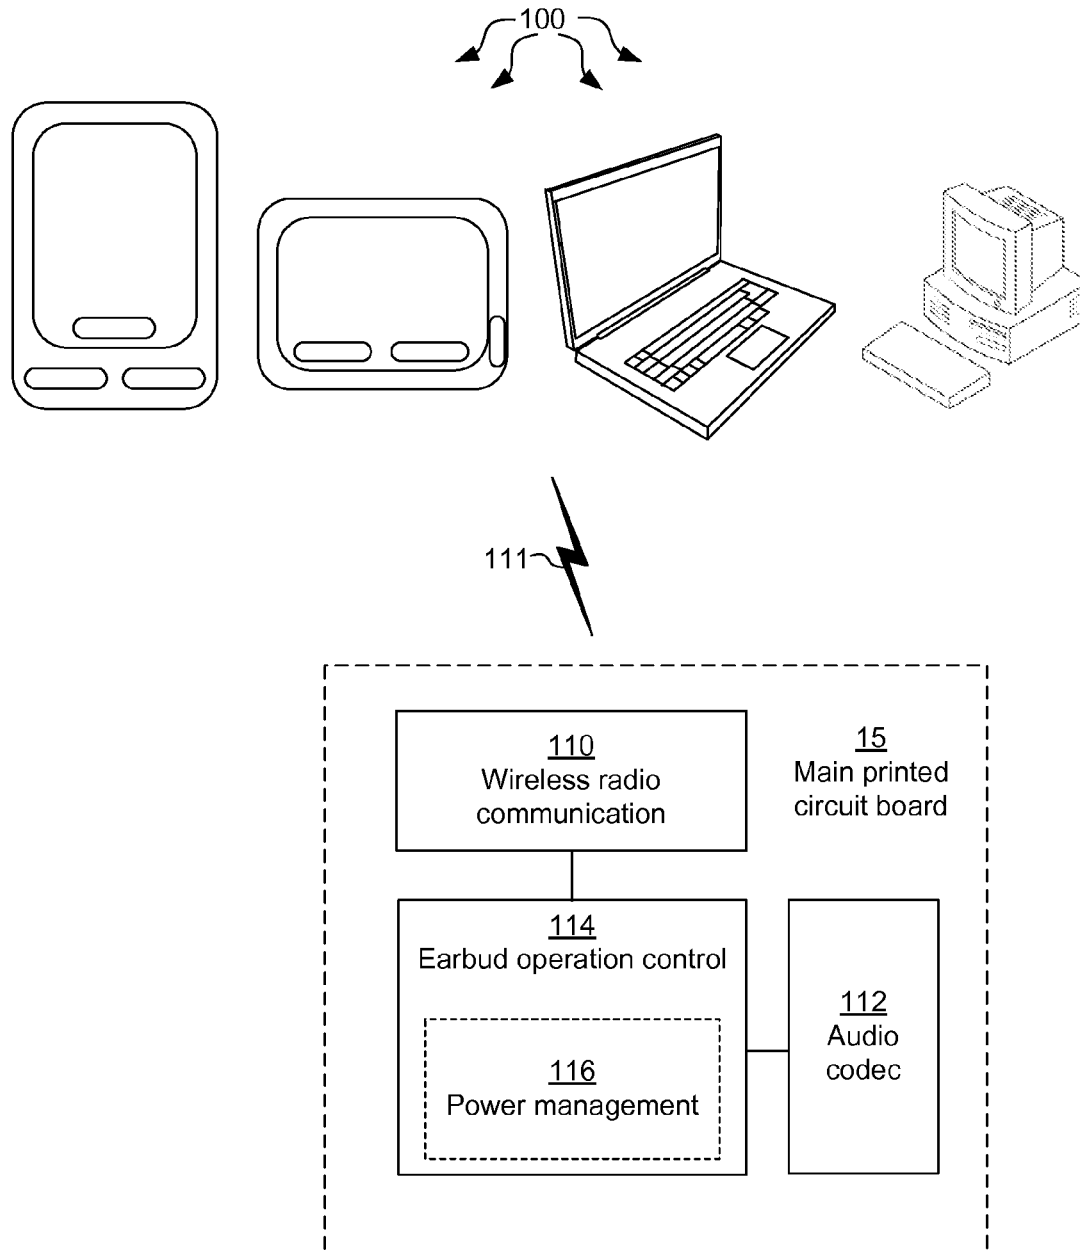 100
111
110
Wireless radio
communication
15
Main printed
circuit board
114
Earbud operation control
112
Audio
codec
116
Power management